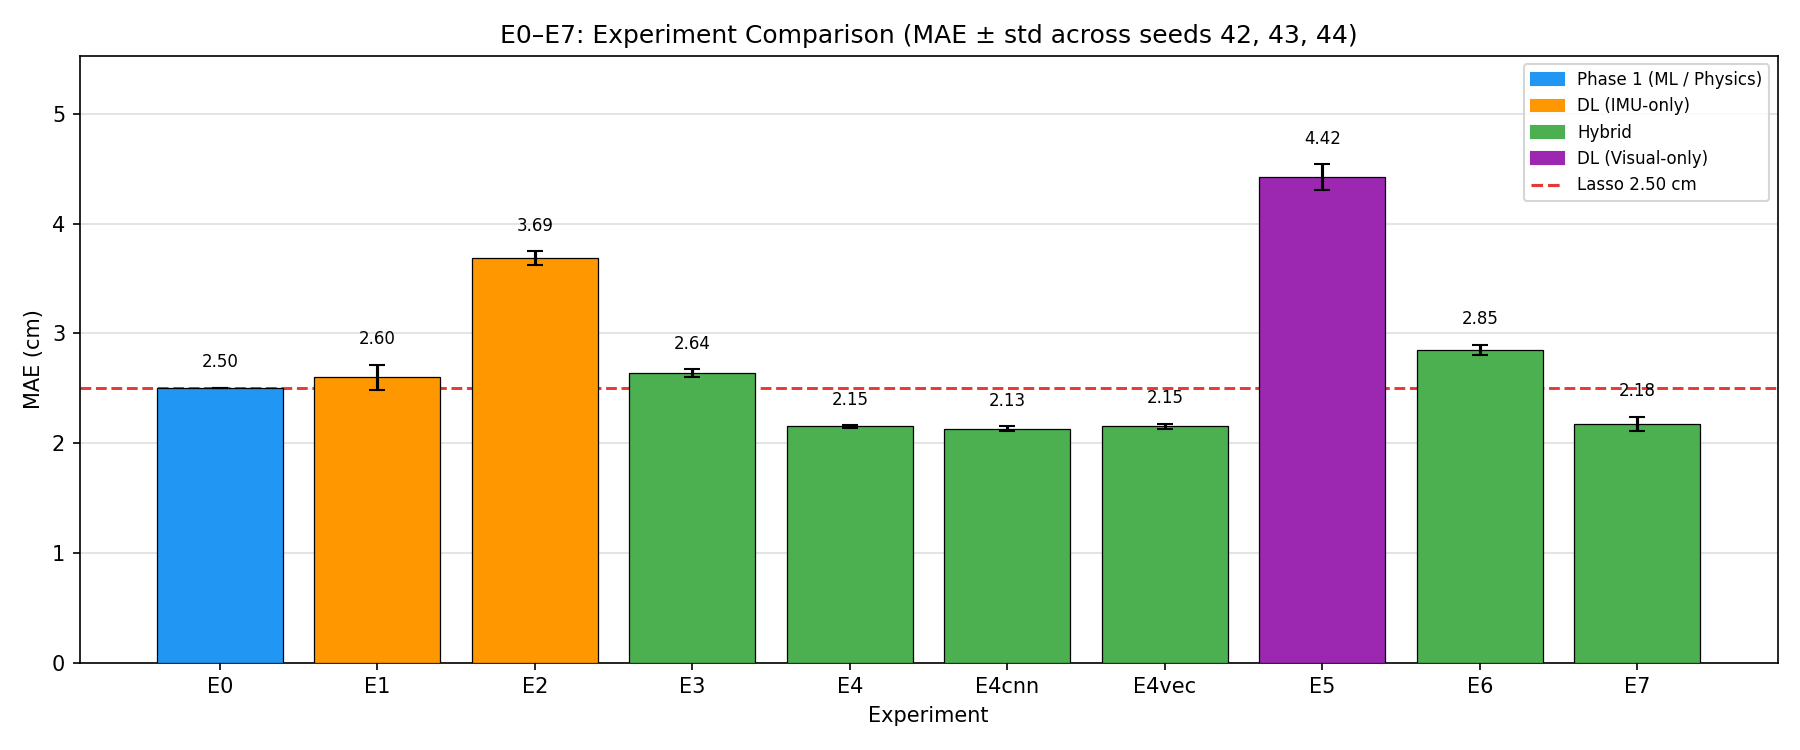 E0–E7: Experiment Comparison (MAE ± std across seeds 42, 43, 44)
Phase 1 (ML / Physics)
DL (IMU-only)
Hybrid
DL (Visual-only)
Lasso 2.50 cm
MAE (cm)
5
4
3
2
1
0
2.50
2.60
3.69
2.64
2.15
2.13
2.15
4.42
2.85
2.18
E0 E1 E2 E3 E4 E4cnn E4vec E5 E6 E7
Experiment